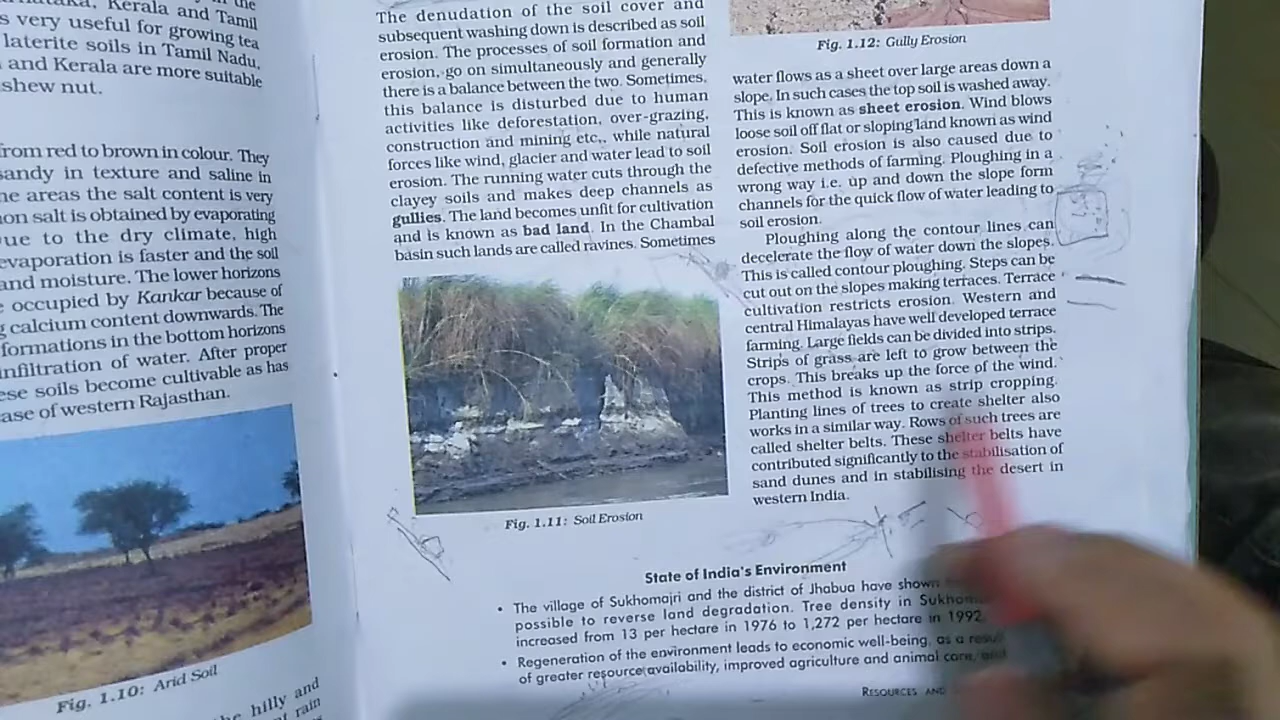 in the
Kerala and Tamil
s very useful for growing tea
laterite soils in Tamil Nadu,
and Kerala are more suitable
shew nut.
from red to brown in colour. They
sandy in texture and saline in
ne areas the salt content is very
non salt is obtained by evaporating
ue to the dry climate, high
evaporation is faster and the soil
and moisture. The lower horizons
occupied by Kankar because of
g calcium content downwards. The
formations in the bottom horizons
infiltration of water. After proper
ese soils become cultivable as has
ase of western Rajasthan.
Fig. 1.10: Arid Soil
he hilly and
nt rain
The denudation of the soil cover and
subsequent washing down is described as soil
erosion. The processes of soil formation and
erosion, go on simultaneously and generally
there is a balance between the two. Sometimes,
this balance is disturbed due to human
activities like deforestation, over-grazing,
construction and mining etc., while natural
forces like wind, glacier and water lead to soil
erosion. The running water cuts through the
clayey soils and makes deep channels as
gullies. The land becomes unfit for cultivation
and is known as bad land. In the Chambal
basin such lands are called ravines. Sometimes
Fig. 1.11: Soil Erosion
Fig. 1.12: Gully Erosion
water flows as a sheet over large areas down a
slope. In such cases the top soil is washed away.
This is known as sheet erosion. Wind blows
loose soil off flat or sloping land known as wind
erosion. Soil erosion is also caused due to
defective methods of farming. Ploughing in a
wrong way i.e. up and down the slope form
channels for the quick flow of water leading to
soil erosion.
Ploughing along the contour lines can
decelerate the flow of water down the slopes.
This is called contour ploughing. Steps can be
cut out on the slopes making terraces. Terrace
cultivation restricts erosion. Western and
central Himalayas have well developed terrace
farming. Large fields can be divided into strips.
Strips of grass are left to grow between the
crops. This breaks up the force of the wind.
This method is known as strip cropping.
Planting lines of trees to create shelter also
works in a similar way. Rows of such trees are
called shelter belts. These shelter belts have
contributed significantly to the stabilisation of
sand dunes and in stabilising the desert in
western India.
State of India's Environment
• The village of Sukhomajri and the district of Jhabua have shown
possible to reverse land degradation. Tree density in Sukhom
increased from 13 per hectare in 1976 to 1,272 per hectare in 1992
• Regeneration of the environment leads to economic well-being, as a result
of greater resource availability, improved agriculture and animal care, and
RESOURCES AND